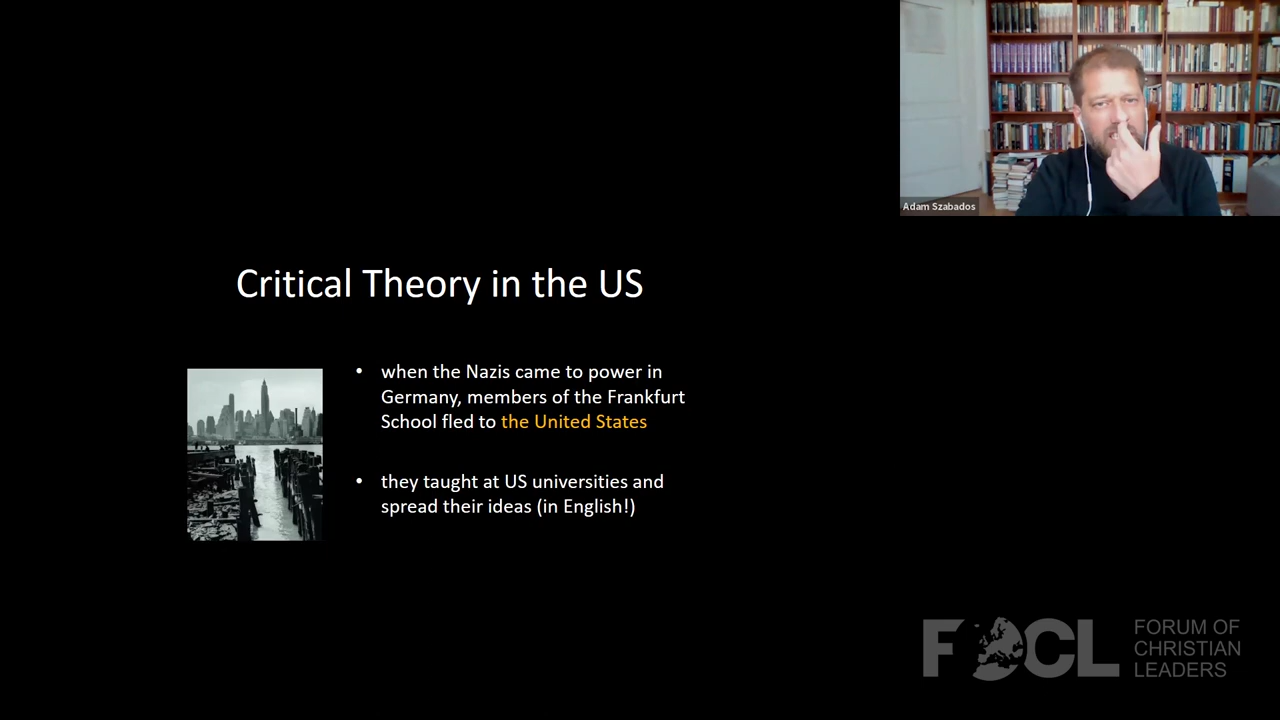 Adam Szabados
Critical Theory in the US
• when the Nazis came to power in
Germany, members of the Frankfurt
School fled to the United States
• they taught at US universities and
spread their ideas (in English!)
FOCL
FORUM OF
CHRISTIAN
LEADERS